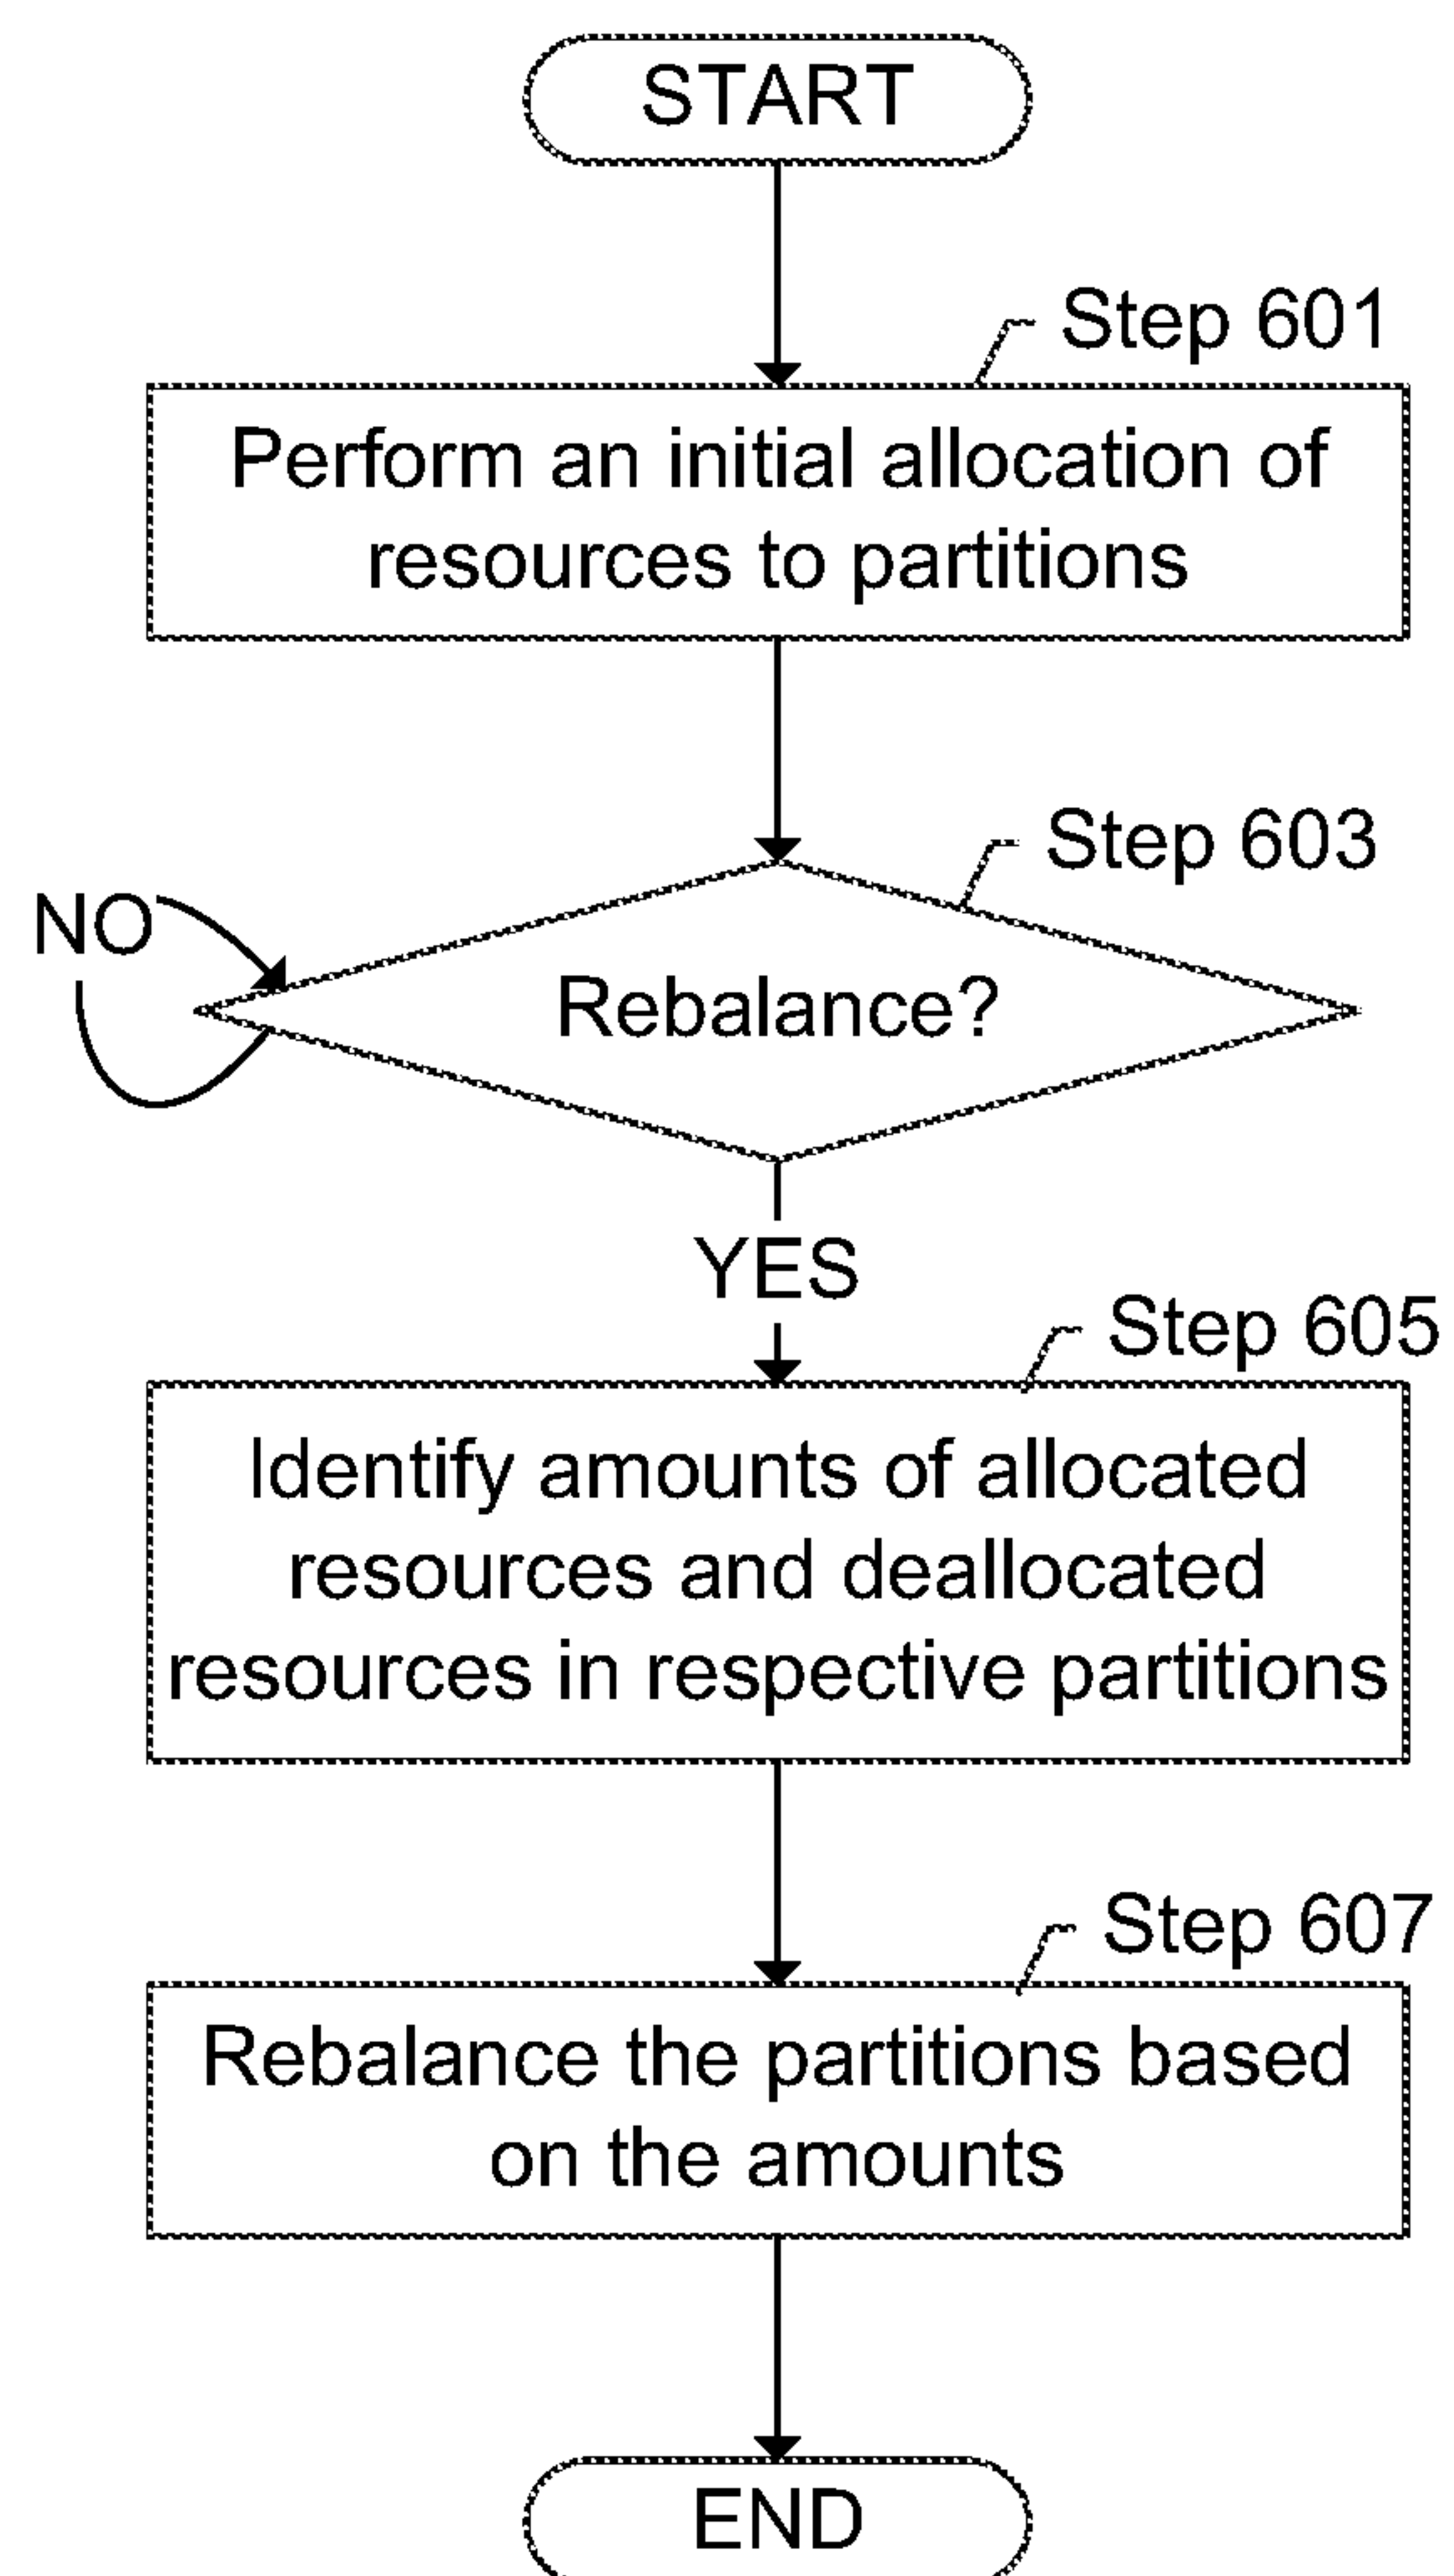 START
Step 601
Perform an initial allocation of
resources to partitions
Step 603
NO
Rebalance?
YES
Step 605
Identify amounts of allocated
resources and deallocated
resources in respective partitions
Step 607
Rebalance the partitions based
on the amounts
END